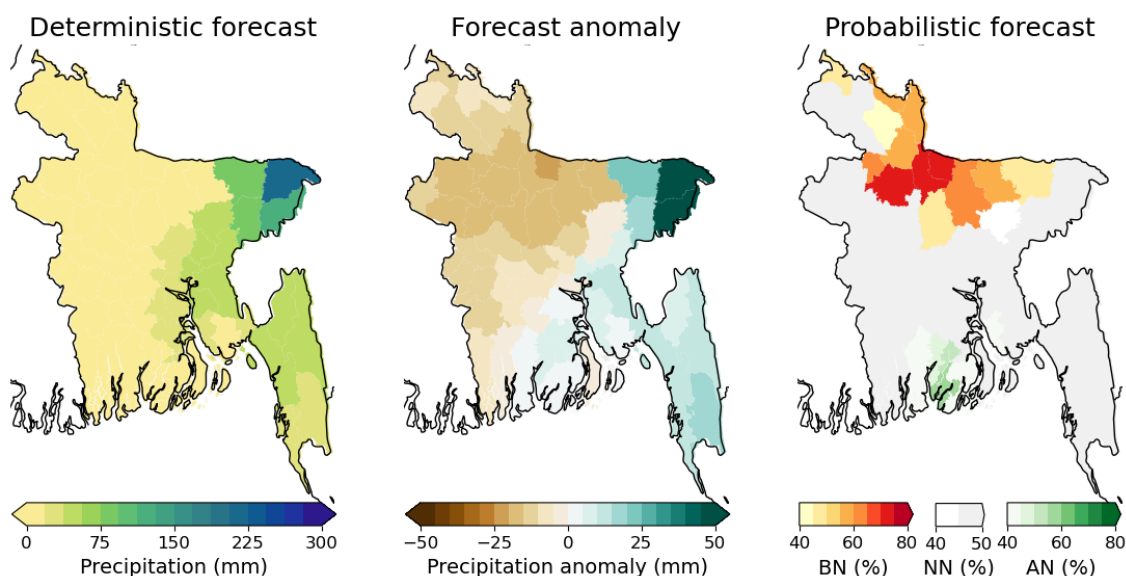 Deterministic forecast
Forecast anomaly
Probabilistic forecast
0 75 150 225 300
Precipitation (mm)
−50 −25 0 25 50
Precipitation anomaly (mm)
40 60 80
BN (%)
40 50
NN (%)
40 60 80
AN (%)